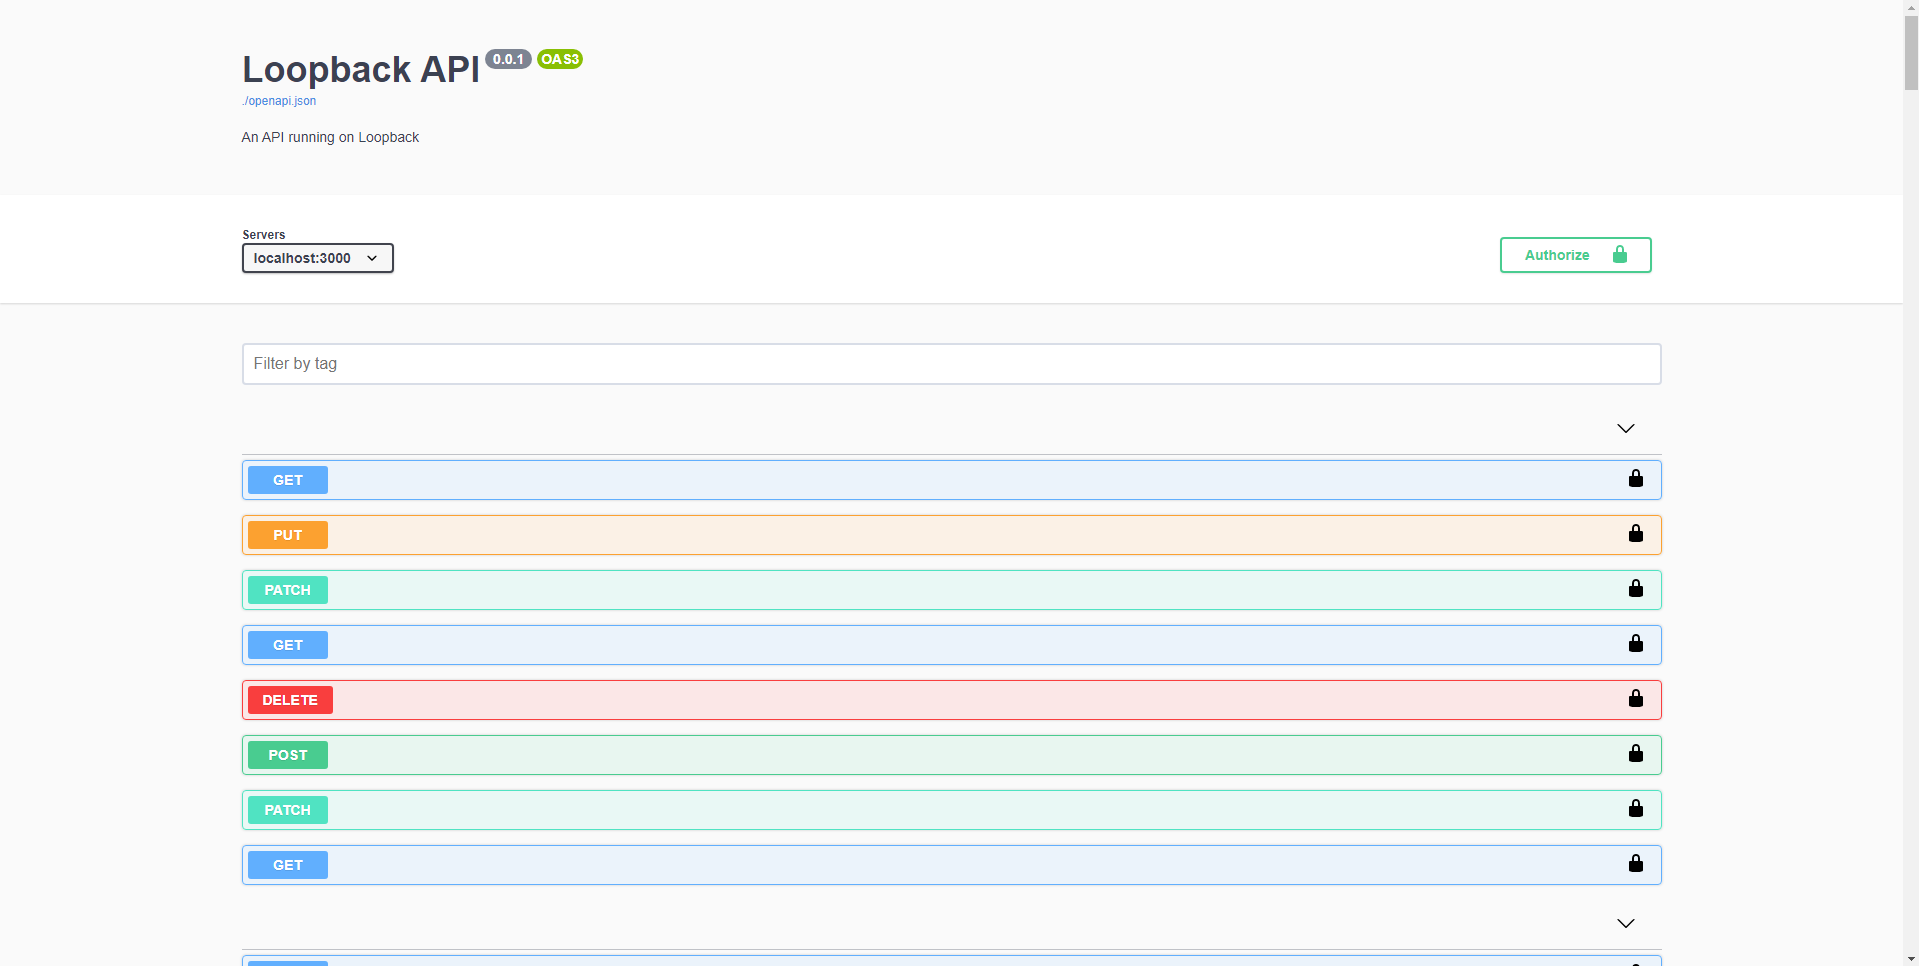 Loopback API 0.0.1 OAS3
./openapi.json
An API running on Loopback
Servers
localhost:3000
Authorize
Filter by tag
GET
PUT
PATCH
GET
DELETE
POST
PATCH
GET